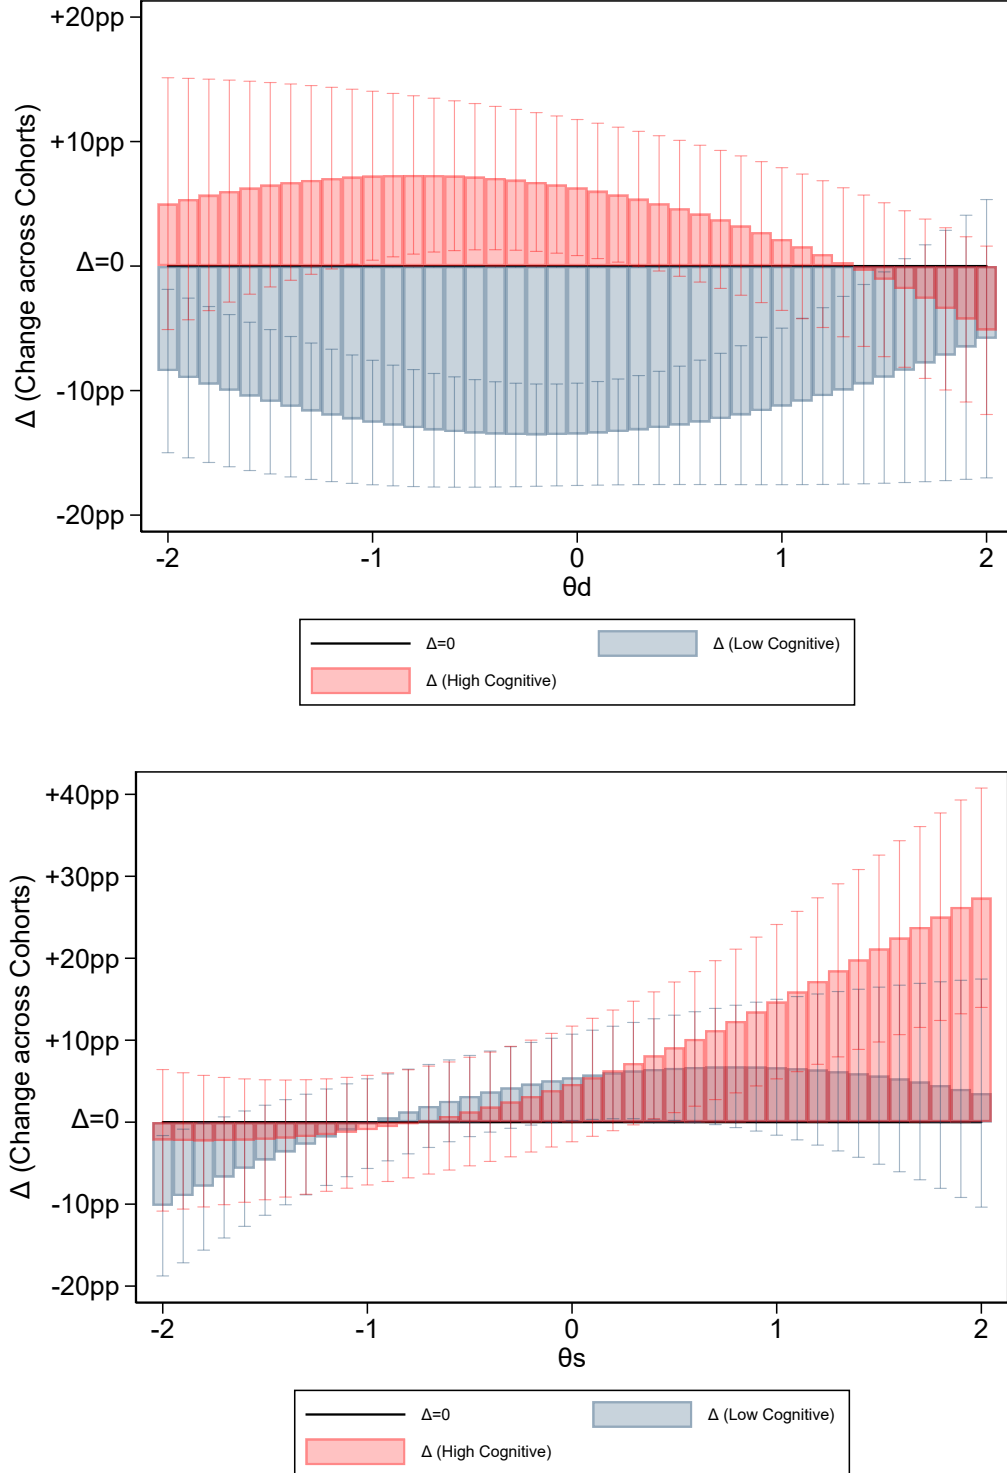 +20pp
+10pp
Δ=0
-10pp
-20pp
Δ (Change across Cohorts)
-2 -1 0 1 2
θd
Δ=0 Δ (Low Cognitive)
Δ (High Cognitive)
+40pp
+30pp
+20pp
+10pp
Δ=0
-10pp
-20pp
Δ (Change across Cohorts)
-2 -1 0 1 2
θs
Δ=0 Δ (Low Cognitive)
Δ (High Cognitive)